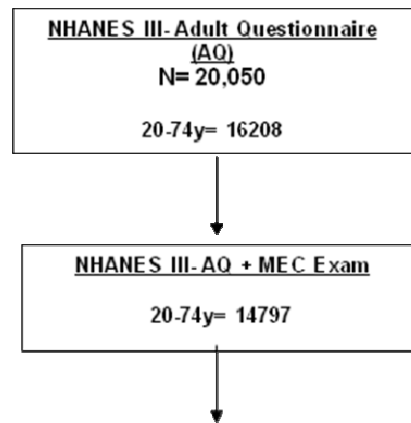 NHANES III-Adult Questionnaire
(AQ)
N= 20,050
20-74y= 16208
NHANES III-AQ + MEC Exam
20-74y= 14797